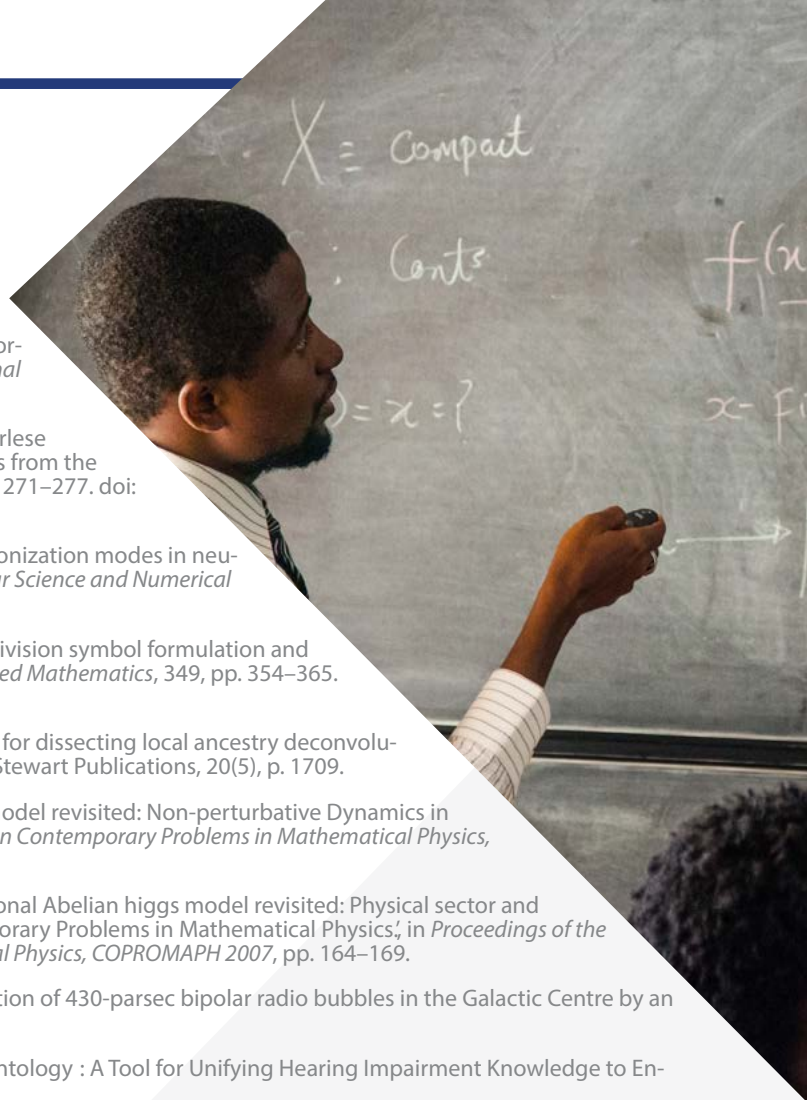 X ≡ Compact
: Conts
f(x
) = x = ?
x - F
or-
nal
rlese
s from the
271–277. doi:
onization modes in neu-
r Science and Numerical
ivision symbol formulation and
ed Mathematics, 349, pp. 354–365.
for dissecting local ancestry deconvolu-
Stewart Publications, 20(5), p. 1709.
odel revisited: Non-perturbative Dynamics in
n Contemporary Problems in Mathematical Physics,
onal Abelian higgs model revisited: Physical sector and
orary Problems in Mathematical Physics.', in Proceedings of the
al Physics, COPROMAPH 2007, pp. 164–169.
tion of 430-parsec bipolar radio bubbles in the Galactic Centre by an
ntology : A Tool for Unifying Hearing Impairment Knowledge to En-